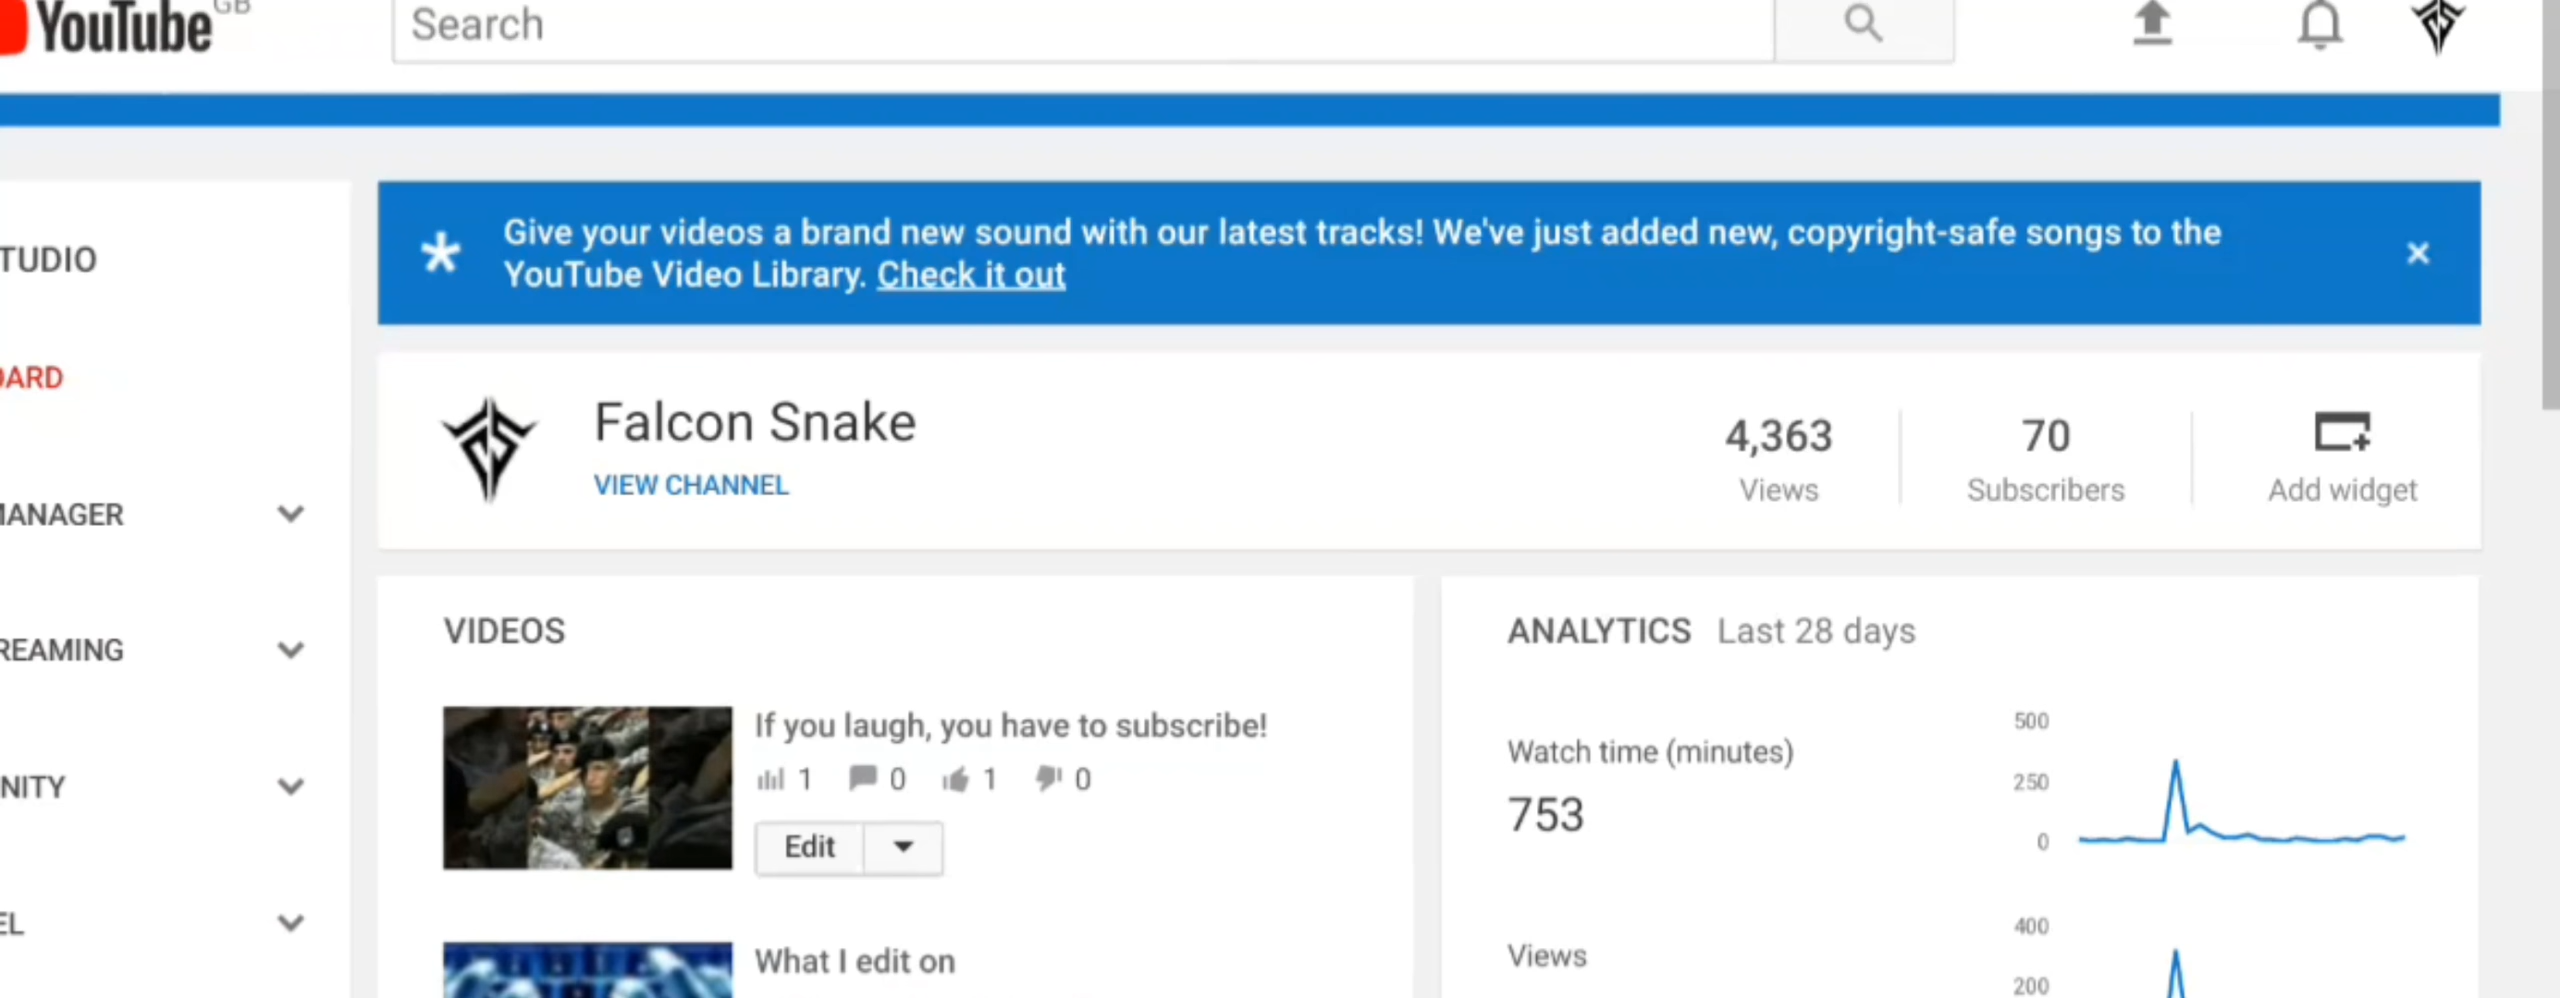 YouTube GB
Search
TUDIO
OARD
MANAGER
REAMING
NITY
EL
Give your videos a brand new sound with our latest tracks! We've just added new, copyright-safe songs to the
YouTube Video Library. Check it out
Falcon Snake
VIEW CHANNEL
4,363
Views
70
Subscribers
Add widget
VIDEOS
If you laugh, you have to subscribe!
1 0 1 0
Edit
What I edit on
ANALYTICS Last 28 days
Watch time (minutes)
753
500
250
0
Views
400
200